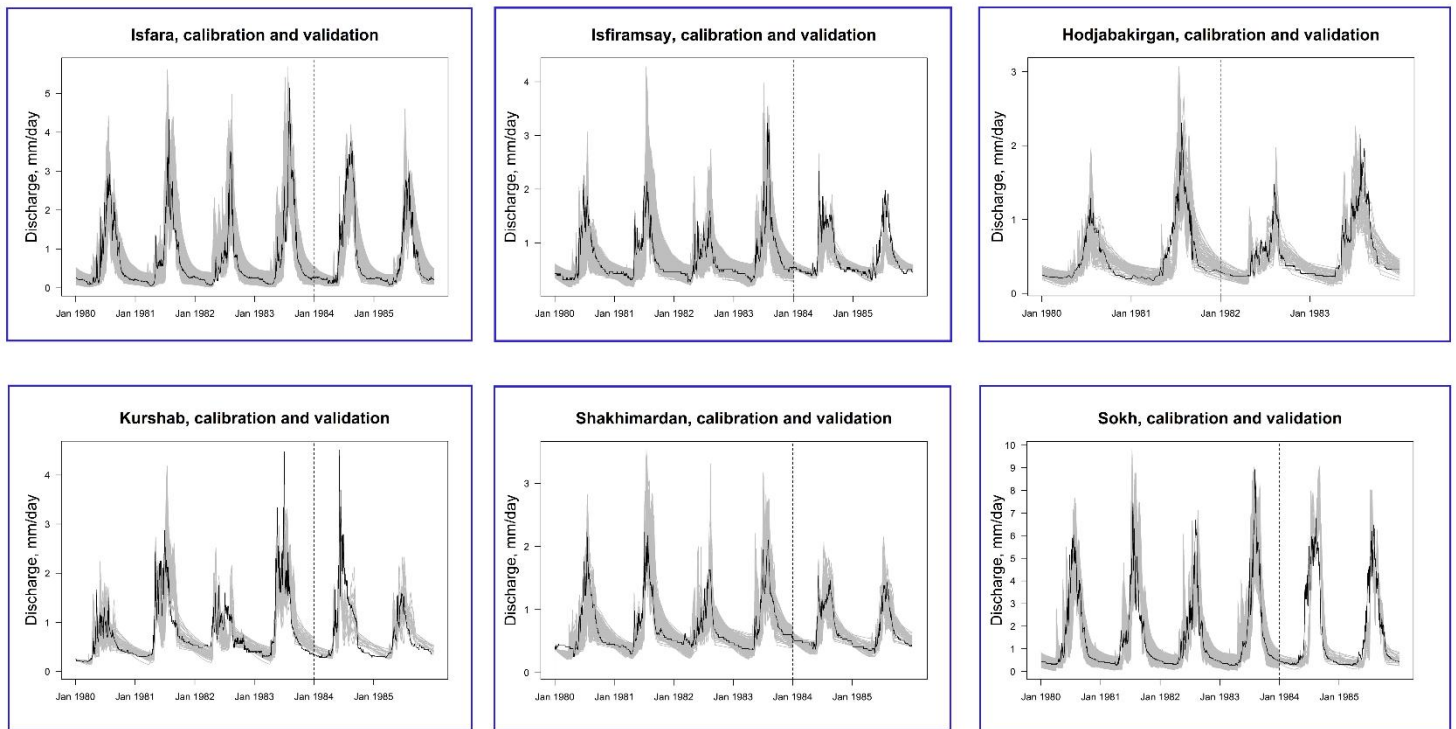 Isfara, calibration and validation
Discharge, mm/day
5
4
3
2
1
0
Jan 1980 Jan 1981 Jan 1982 Jan 1983 Jan 1984 Jan 1985
Isfiramsay, calibration and validation
Discharge, mm/day
4
3
2
1
Jan 1980 Jan 1981 Jan 1982 Jan 1983 Jan 1984 Jan 1985
Hodjabakirgan, calibration and validation
Discharge, mm/day
3
2
1
0
Jan 1980 Jan 1981 Jan 1982 Jan 1983
Kurshab, calibration and validation
Discharge, mm/day
4
3
2
1
0
Jan 1980 Jan 1981 Jan 1982 Jan 1983 Jan 1984 Jan 1985
Shakhimardan, calibration and validation
Discharge, mm/day
3
2
1
0
Jan 1980 Jan 1981 Jan 1982 Jan 1983 Jan 1984 Jan 1985
Sokh, calibration and validation
Discharge, mm/day
10
9
8
7
6
5
4
3
2
1
0
Jan 1980 Jan 1981 Jan 1982 Jan 1983 Jan 1984 Jan 1985